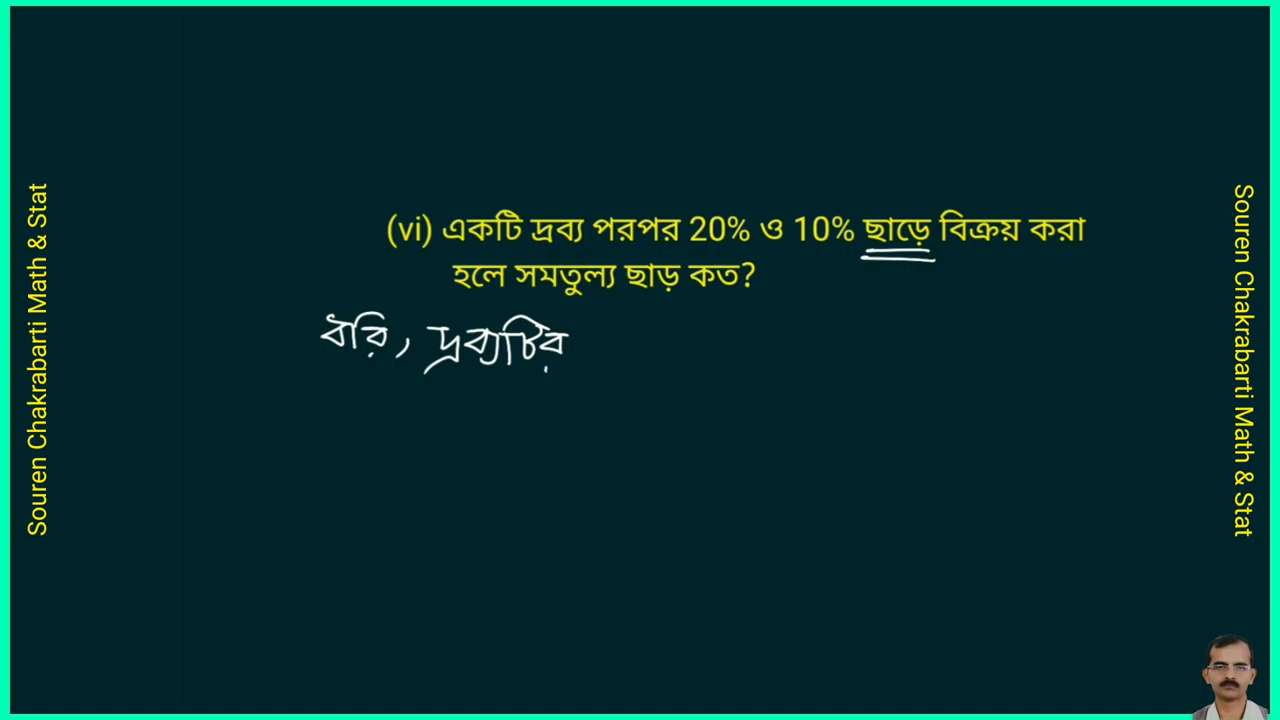 Souren Chakrabarti Math & Stat
(vi) একটি দ্রব্য পরপর 20% ও 10% ছাড়ে বিক্রয় করা
হলে সমতুল্য ছাড় কত?
ধরি, দ্রব্যটির
Souren Chakrabarti Math & Stat